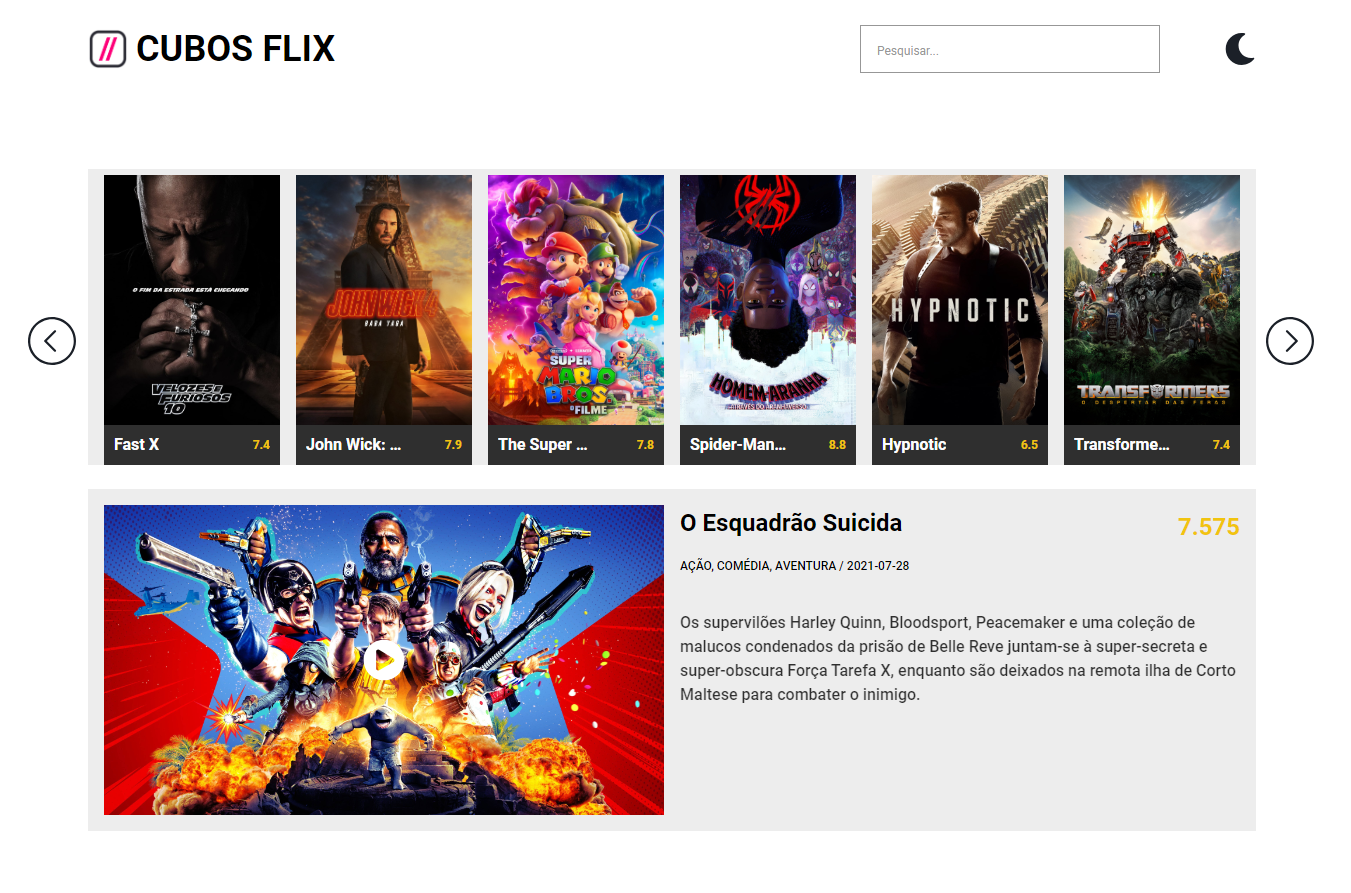 // CUBOS FLIX
Pesquisar...
O FIM DA ESTRADA ESTÁ CHEGANDO
VELOZES E
FURIOSOS
10
JOHN WICK 4
BABA YAGA
SUPER
MARIO
BROS.
O FILME
HOMEM-ARANHA
ATRAVÉS DO ARANHAVERSO
HYPNOTIC
TRANSFORMERS
O DESPERTAR DAS FERAS
Fast X 7.4
John Wick: ... 7.9
The Super ... 7.8
Spider-Man... 8.8
Hypnotic 6.5
Transforme... 7.4
O Esquadrão Suicida 7.575
AÇÃO, COMÉDIA, AVENTURA / 2021-07-28
Os supervilões Harley Quinn, Bloodsport, Peacemaker e uma coleção de
malucos condenados da prisão de Belle Reve juntam-se à super-secreta e
super-obscura Força Tarefa X, enquanto são deixados na remota ilha de Corto
Maltese para combater o inimigo.